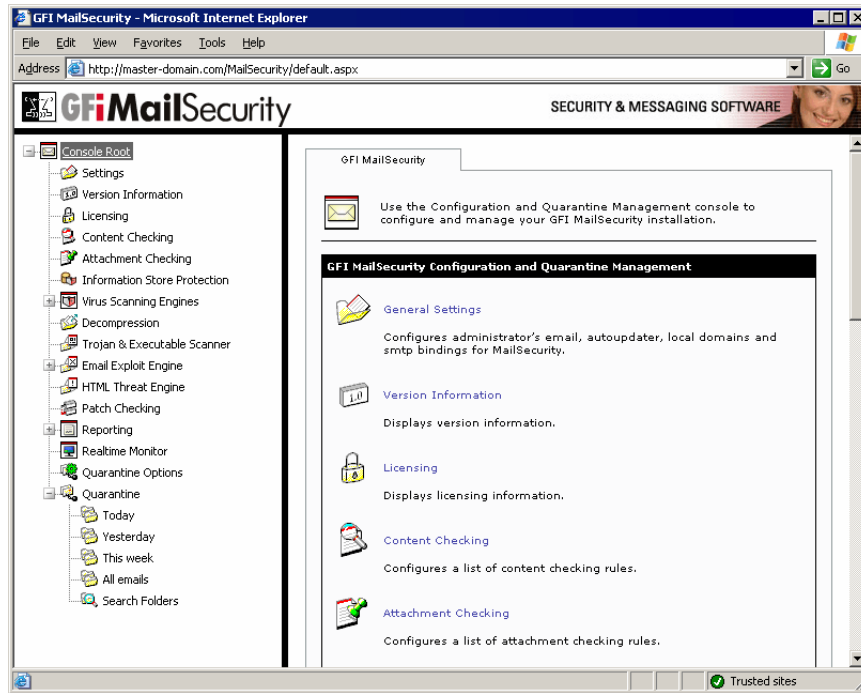 GFI MailSecurity - Microsoft Internet Explorer
File Edit View Favorites Tools Help
Address http://master-domain.com/MailSecurity/default.aspx Go
GFiMailSecurity SECURITY & MESSAGING SOFTWARE
Console Root
Settings
Version Information
Licensing
Content Checking
Attachment Checking
Information Store Protection
Virus Scanning Engines
Decompression
Trojan & Executable Scanner
Email Exploit Engine
HTML Threat Engine
Patch Checking
Reporting
Realtime Monitor
Quarantine Options
Quarantine
Today
Yesterday
This week
All emails
Search Folders
GFI MailSecurity
Use the Configuration and Quarantine Management console to
configure and manage your GFI MailSecurity installation.
GFI MailSecurity Configuration and Quarantine Management
General Settings
Configures administrator's email, autoupdater, local domains and
smtp bindings for MailSecurity.
1.0
Version Information
Displays version information.
Licensing
Displays licensing information.
Content Checking
Configures a list of content checking rules.
Attachment Checking
Configures a list of attachment checking rules.
Trusted sites